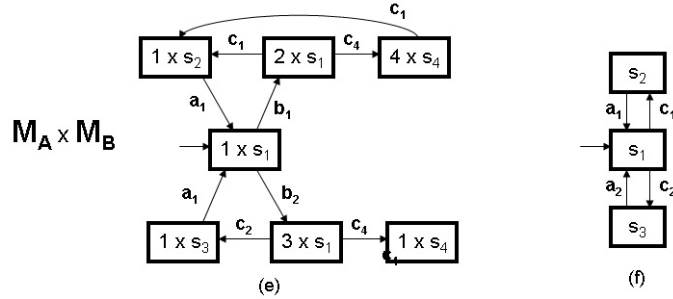 c1
1 x s2 c1 2 x s1 c4 4 x s4
s2
a1 b1
a1 c1
MA x MB
1 x s1
s1
a1 b2
a2 c2
1 x s3 c2 3 x s1 c4 1 x s4
s3
c1
(e)
(f)